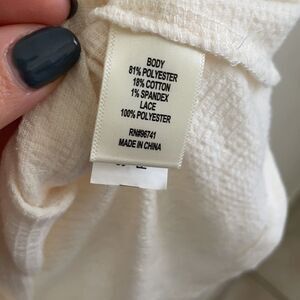 BODY
81% POLYESTER
18% COTTON
1% SPANDEX
LACE
100% POLYESTER
RN#96741
MADE IN CHINA